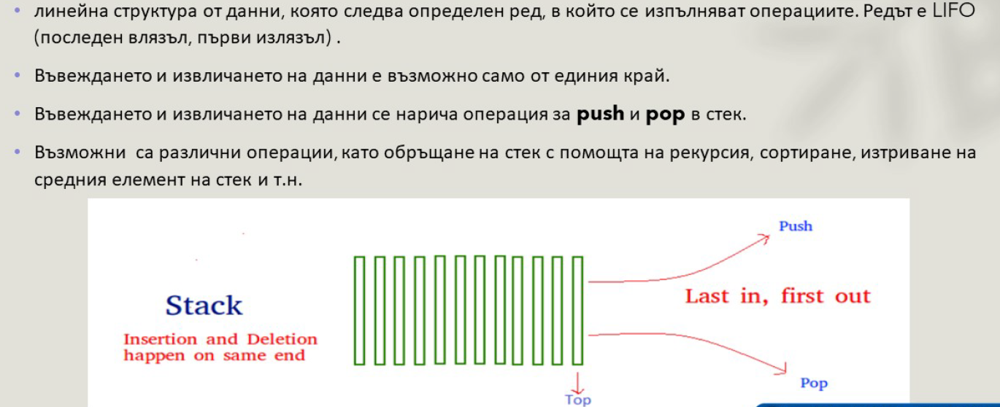 • линейна структура от данни, която следва определен ред, в който се изпълняват операциите. Редът е LIFO
(последен влязъл, първи излязъл) .
• Въвеждането и извличането на данни е възможно само от единия край.
• Въвеждането и извличането на данни се нарича операция за push и pop в стек.
• Възможни са различни операции, като обръщане на стек с помощта на рекурсия, сортиране, изтриване на
средния елемент на стек и т.н.
Push
Stack
Last in, first out
Insertion and Deletion
happen on same end
Pop
Top